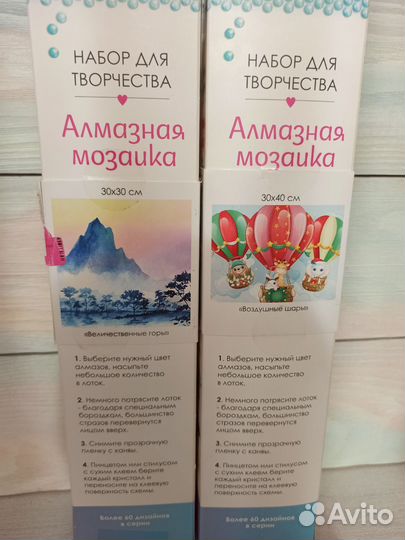 НАБОР ДЛЯ
ТВОРЧЕСТВА
Алмазная
мозаика
30х30 см
«Величественные горы»
1. Выберите нужный цвет
алмазов, насыпьте
небольшое количество
в лоток.
2. Немного потрясите лоток
- благодаря специальным
бороздкам, большинство
стразов перевернутся
лицом вверх.
3. Снимите прозрачную
пленку с канвы.
4. Пинцетом или стилусом
с сухим клеем берите
каждый кристалл и
переносите на клеевую
поверхность схемы.
Более 60 дизайнов
в серии
НАБОР ДЛЯ
ТВОРЧЕСТВА
Алмазная
мозаика
30х40 см
«Воздушные шары»
1. Выберите нужный цвет
алмазов, насыпьте
небольшое количество
в лоток.
2. Немного потрясите лоток
- благодаря специальным
бороздкам, большинство
стразов перевернутся
лицом вверх.
3. Снимите прозрачную
пленку с канвы.
4. Пинцетом или стилусом
с сухим клеем берите
каждый кристалл и
переносите на клеевую
поверхность схемы.
Более 60 дизайнов
в серии
Avito